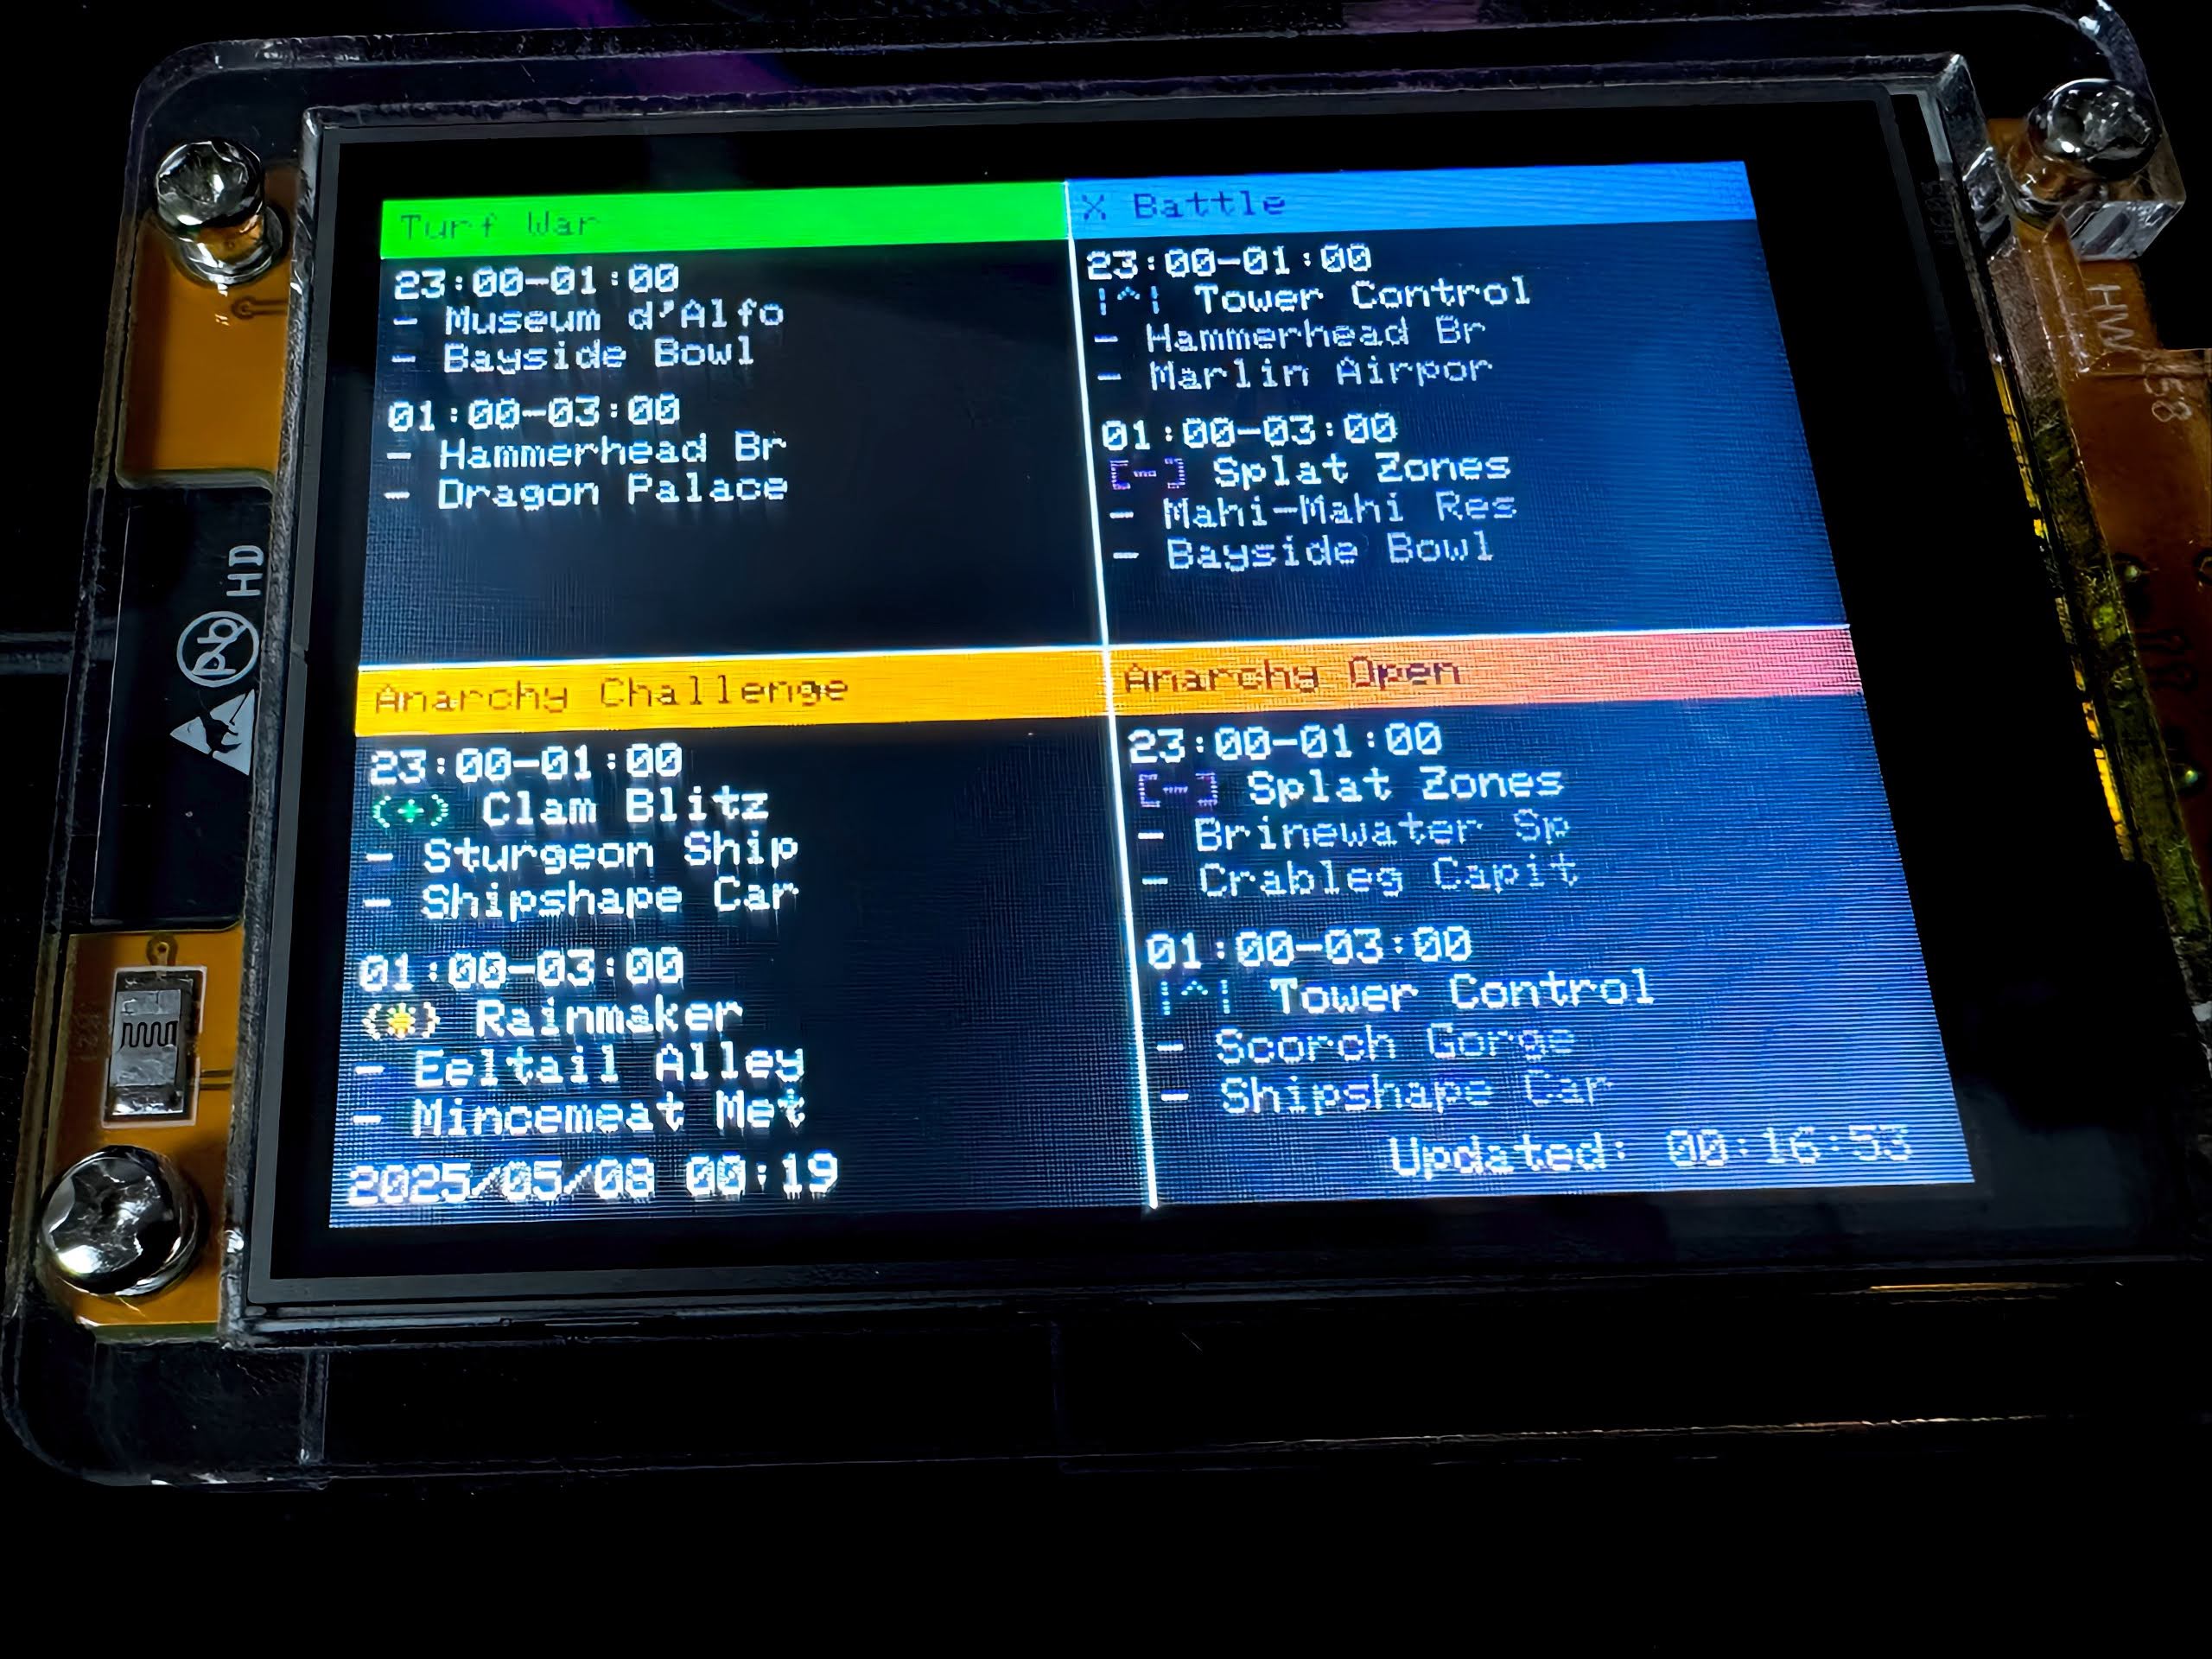 Turf War
23:00-01:00
- Museum d'Alfo
- Bayside Bowl
01:00-03:00
- Hammerhead Br
- Dragon Palace
X Battle
23:00-01:00
|^| Tower Control
- Hammerhead Br
- Marlin Airpor
01:00-03:00
[~] Splat Zones
- Mahi-Mahi Res
- Bayside Bowl
Anarchy Challenge
23:00-01:00
(+) Clam Blitz
- Sturgeon Ship
- Shipshape Car
01:00-03:00
(*) Rainmaker
- Eeltail Alley
- Mincemeat Met
2025/05/08 00:19
Anarchy Open
23:00-01:00
[~] Splat Zones
- Brinewater Sp
- Crableg Capit
01:00-03:00
|^| Tower Control
- Scorch Gorge
- Shipshape Car
Updated: 00:16:53
HD
Pb